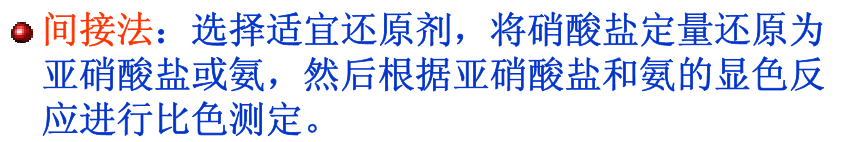 间接法：选择适宜还原剂，将硝酸盐定量还原为
亚硝酸盐或氨，然后根据亚硝酸盐和氨的显色反
应进行比色测定。